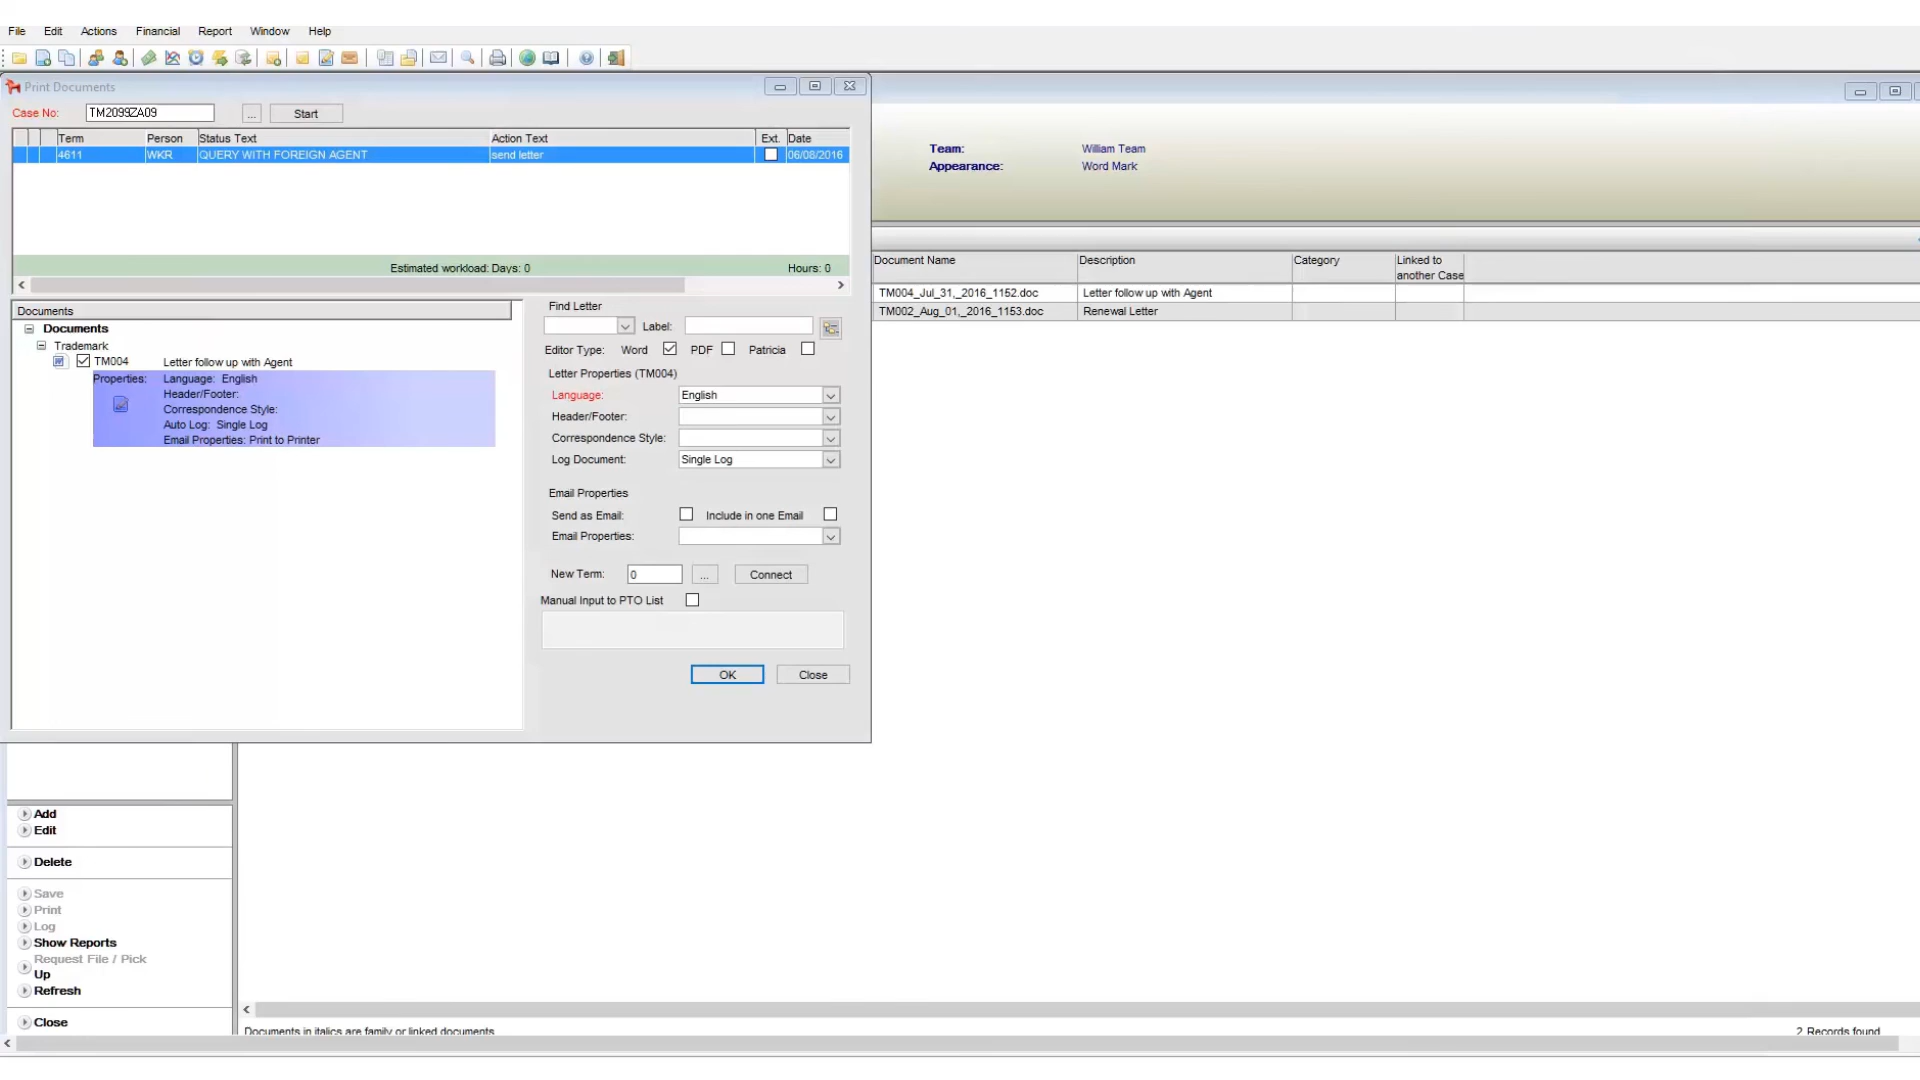 File Edit Actions Financial Report Window Help
Print Documents
Case No: TM2099ZA09 ... Start
Term Person Status Text Action Text Ext. Date
4611 WKR QUERY WITH FOREIGN AGENT send letter 06/08/2016
Estimated workload: Days: 0 Hours: 0
Team: William Team
Appearance: Word Mark
Document Name Description Category Linked to
another Case
TM004_Jul_31,_2016_1152.doc Letter follow up with Agent
TM002_Aug_01,_2016_1153.doc Renewal Letter
Documents
Documents
Trademark
TM004 Letter follow up with Agent
Properties: Language: English
Header/Footer:
Correspondence Style:
Auto Log: Single Log
Email Properties: Print to Printer
Find Letter
Label:
Editor Type: Word PDF Patricia
Letter Properties (TM004)
Language: English
Header/Footer:
Correspondence Style:
Log Document: Single Log
Email Properties
Send as Email: Include in one Email
Email Properties:
New Term: 0 ... Connect
Manual Input to PTO List
OK Close
Add
Edit
Delete
Save
Print
Log
Show Reports
Request File / Pick
Up
Refresh
Close
Documents in italics are family or linked documents 2 Records found